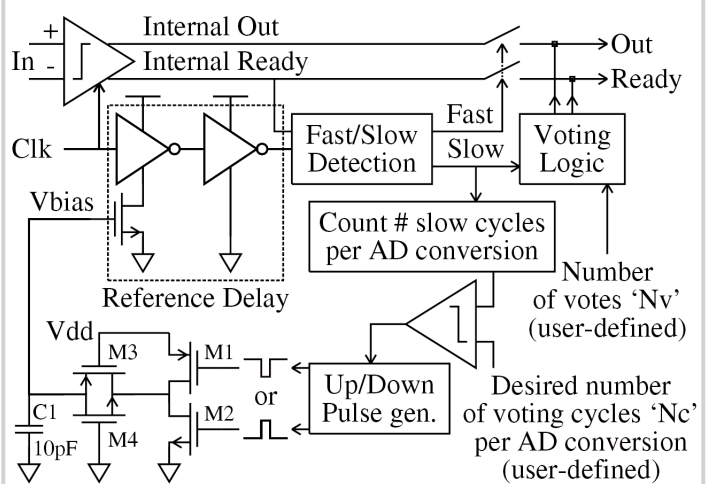 + Internal Out Out
In - Internal Ready Ready
Fast
Clk Fast/Slow Detection Slow Voting Logic
Vbias
Count # slow cycles
per AD conversion
Reference Delay
Number
of votes ‘Nv’
(user-defined)
Vdd
M3
M1
or
Up/Down
Pulse gen.
M2
C1
10pF
M4
Desired number
of voting cycles ‘Nc’
per AD conversion
(user-defined)